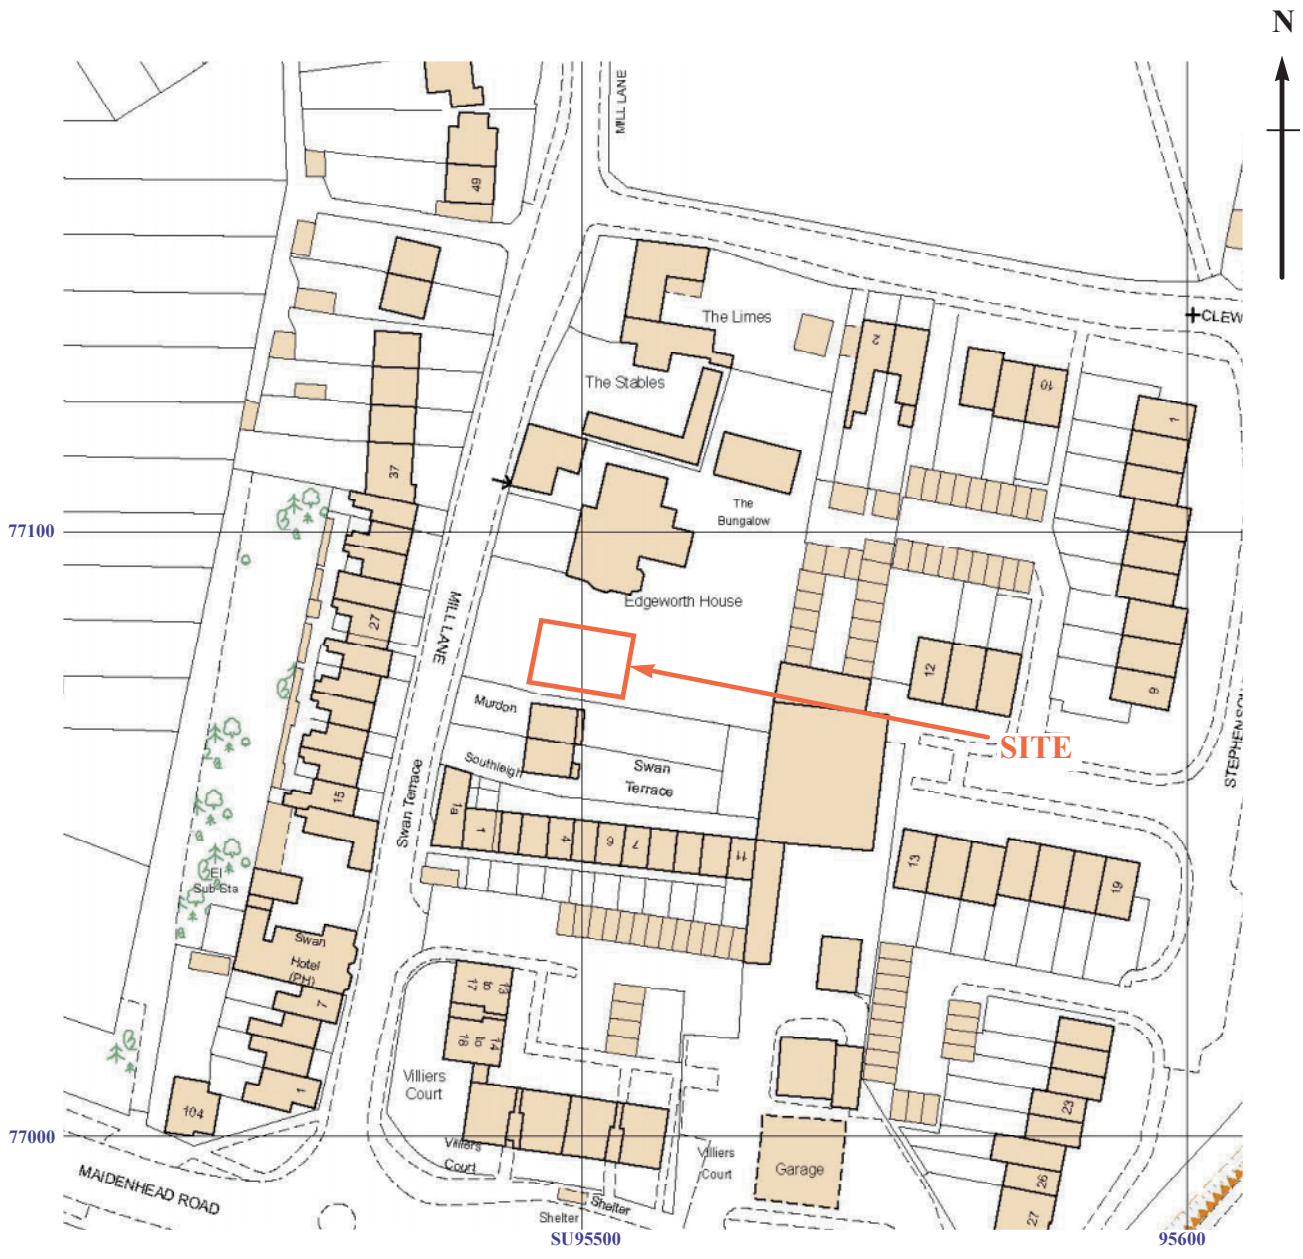 N
MILL LANE
49
CLEW
The Limes
2
10
The Stables
1
37
The
Bungalow
77100
Edgeworth House
MILL LANE
27
12
9
Murdon
SITE
Southleigh
Swan
Terrace
STEPHENSON
Swan Terrace
15
1a
1
4
6
7
11
13
19
El
Sub Sta
Swan
Hotel
(PH)
7
17
to
13
18
to
14
Villiers
Court
1
104
23
77000
Villiers
Court
Villiers
Court
Garage
26
27
MAIDENHEAD ROAD
Shelter
Shelter
SU95500
95600